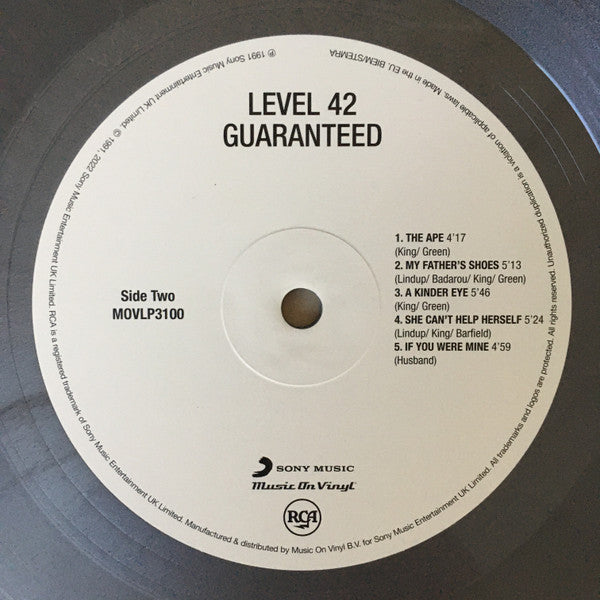 LEVEL 42
GUARANTEED
1. THE APE 4'17
(King/ Green)
2. MY FATHER'S SHOES 5'13
(Lindup/ Badarou/ King/ Green)
3. A KINDER EYE 5'46
(King/ Green)
4. SHE CAN'T HELP HERSELF 5'24
(Lindup/ King/ Barfield)
5. IF YOU WERE MINE 4'59
(Husband)
Side Two
MOVLP3100
SONY MUSIC
Music On Vinyl
RCA
℗ 1991 Sony Music Entertainment UK Limited. © 1991, 2022 Sony Music Entertainment UK Limited. RCA is a registered trademark of Sony Music Entertainment UK Limited. Manufactured & distributed by Music On Vinyl B.V. for Sony Music Entertainment UK Limited. All trademarks and logos are protected. All rights reserved. Unauthorized duplication is a violation of applicable laws. Made in the EU. BIEM/STEMRA